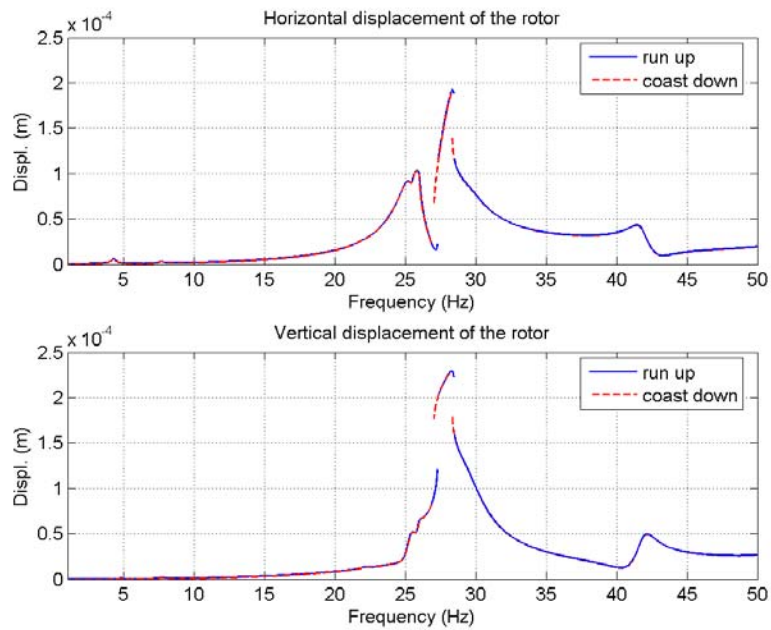 Horizontal displacement of the rotor
x 10-4
2.5
2
1.5
1
0.5
0
Displ. (m)
run up
coast down
5 10 15 20 25 30 35 40 45 50
Frequency (Hz)
Vertical displacement of the rotor
x 10-4
2.5
2
1.5
1
0.5
0
Displ. (m)
run up
coast down
5 10 15 20 25 30 35 40 45 50
Frequency (Hz)